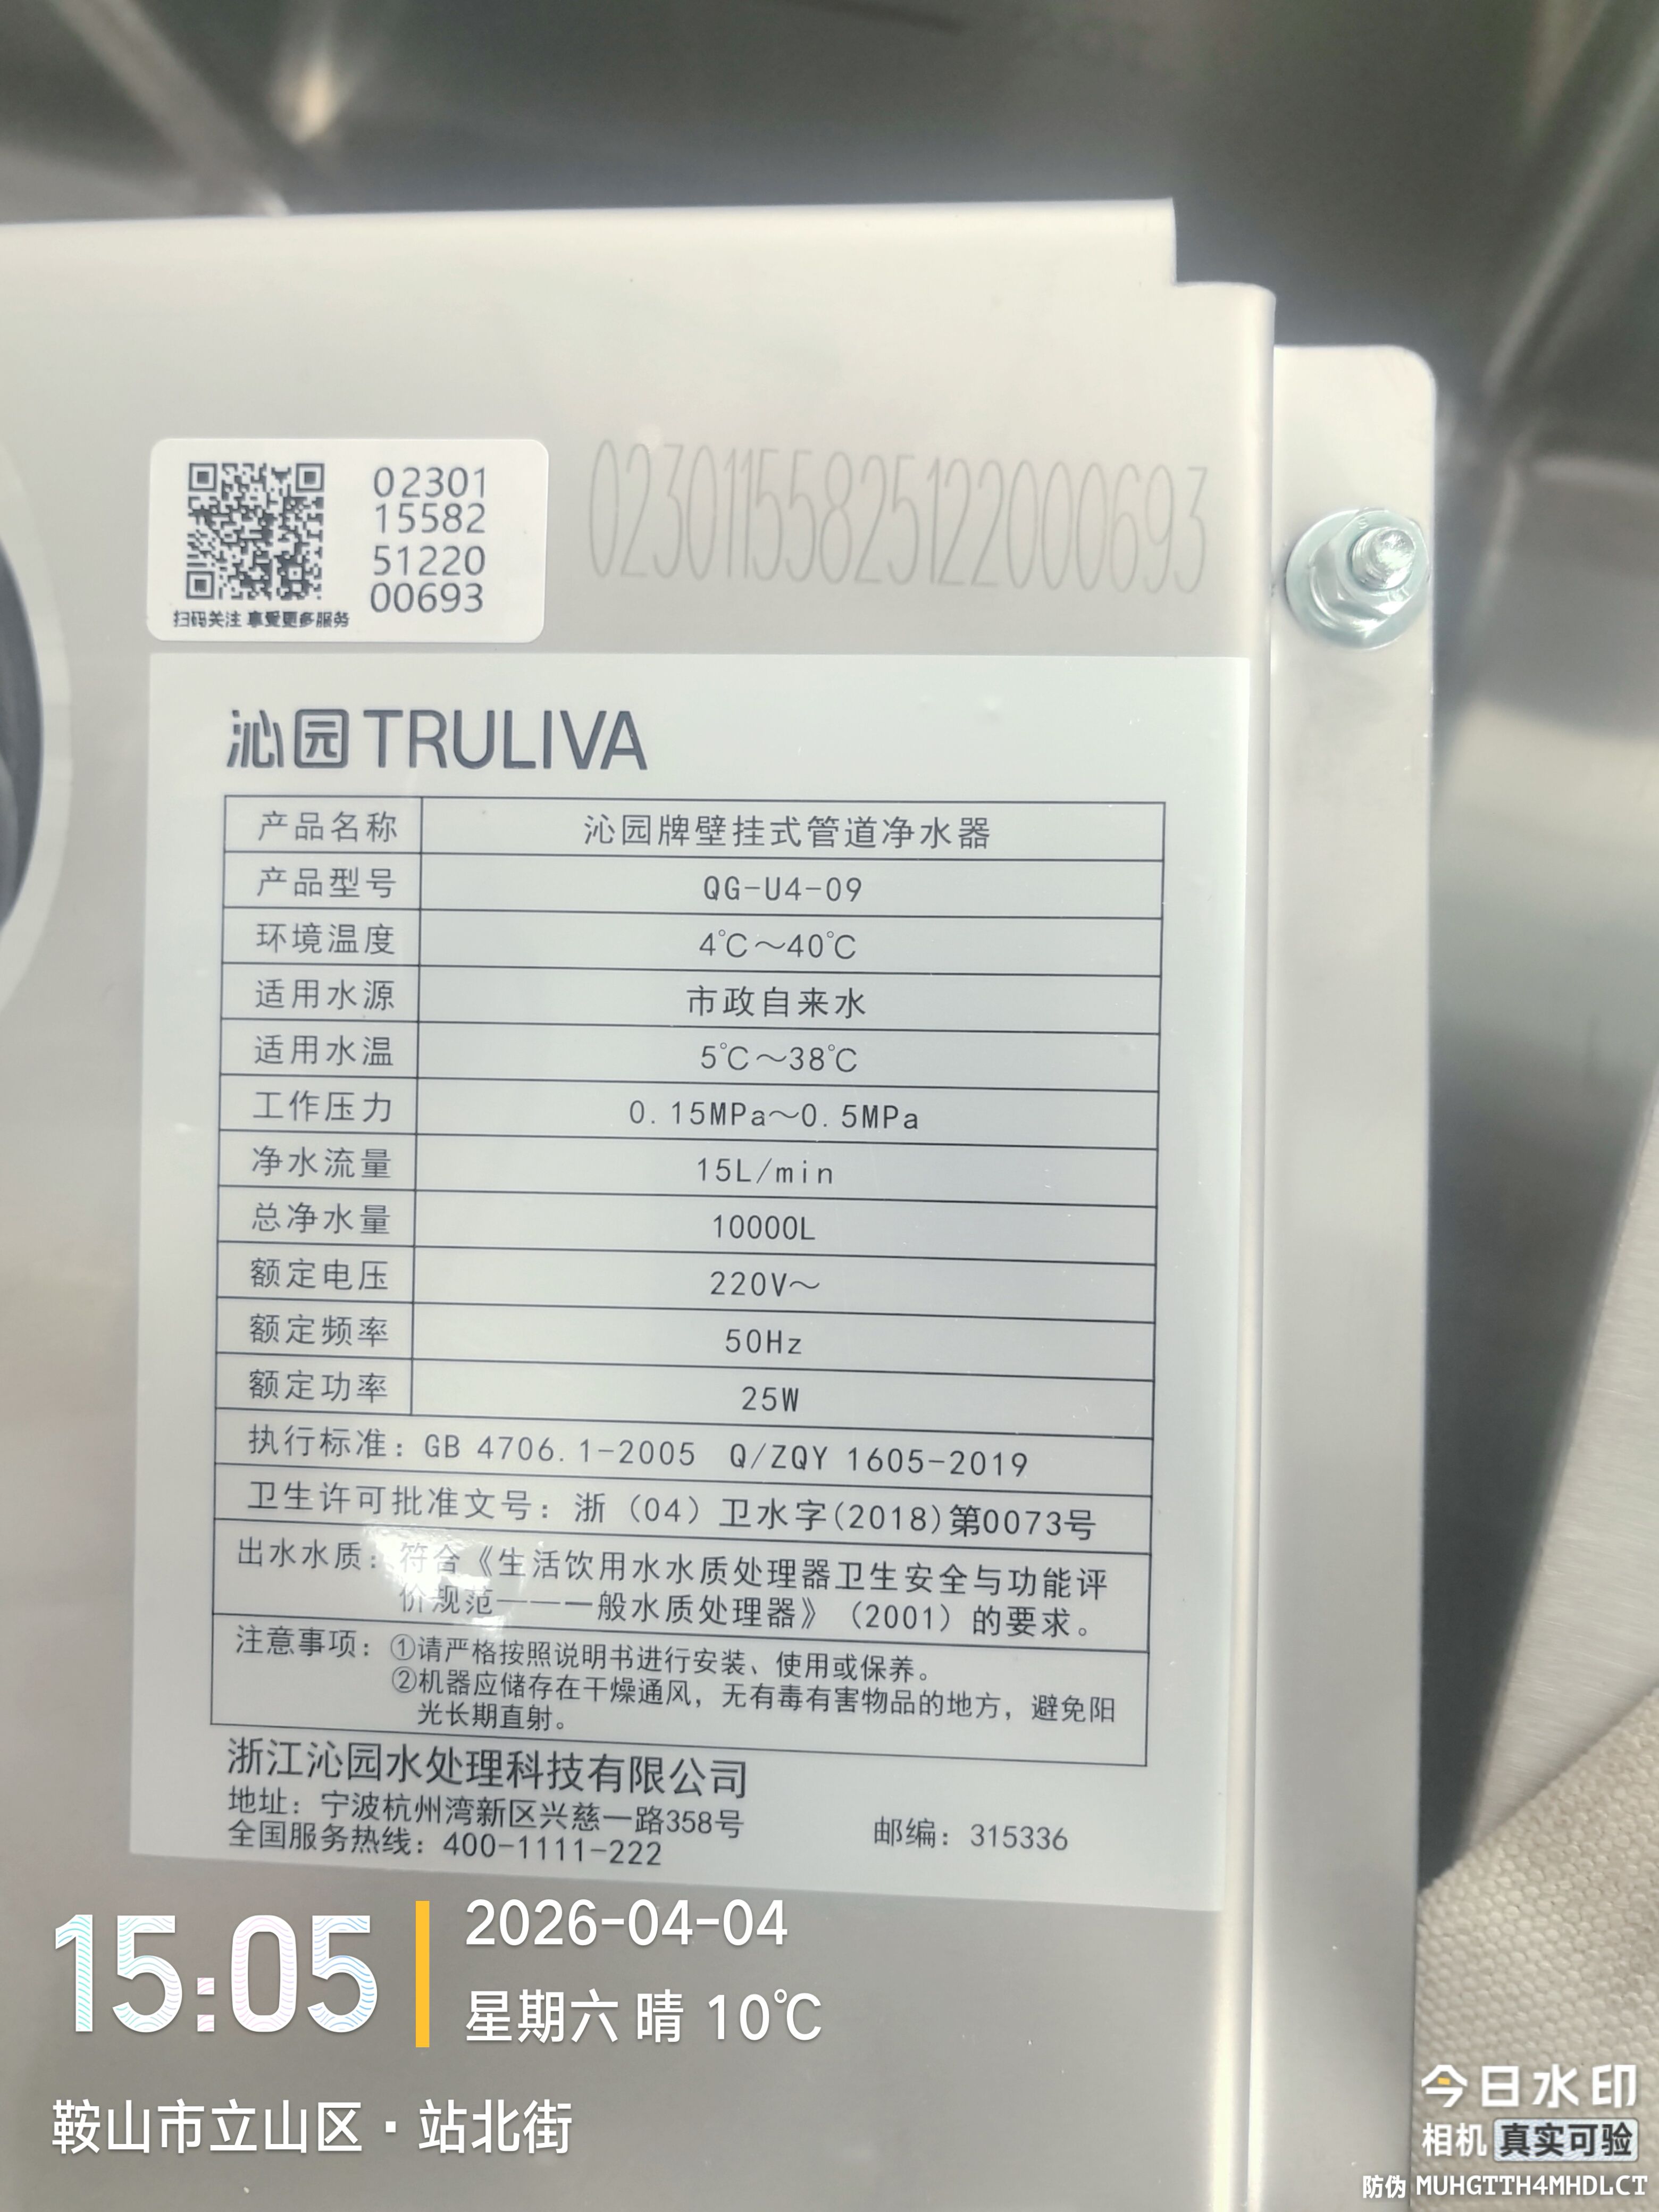 02301
15582
51220
00693
扫码关注 享受更多服务
02301155825122000693
沁园 TRULIVA
产品名称 沁园牌壁挂式管道净水器
产品型号 QG-U4-09
环境温度 4℃～40℃
适用水源 市政自来水
适用水温 5℃～38℃
工作压力 0.15MPa～0.5MPa
净水流量 15L/min
总净水量 10000L
额定电压 220V～
额定频率 50Hz
额定功率 25W
执行标准：GB 4706.1-2005 Q/ZQY 1605-2019
卫生许可批准文号：浙（04）卫水字(2018)第0073号
出水水质：符合《生活饮用水水质处理器卫生安全与功能评
价规范——一般水质处理器》（2001）的要求。
注意事项：①请严格按照说明书进行安装、使用或保养。
②机器应储存在干燥通风，无有毒有害物品的地方，避免阳
光长期直射。
浙江沁园水处理科技有限公司
地址：宁波杭州湾新区兴慈一路358号 邮编：315336
全国服务热线：400-1111-222
15:05
2026-04-04
星期六 晴 10℃
鞍山市立山区·站北街
今日水印
相机 真实可验
防伪 MUHGTTH4MHDLCT